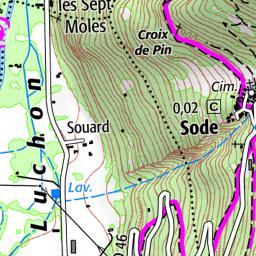 les Sept
Moles
Croix
de Pin
Cim.
0,02 C
Souard
Sode
Luchon
Lav.
D 46